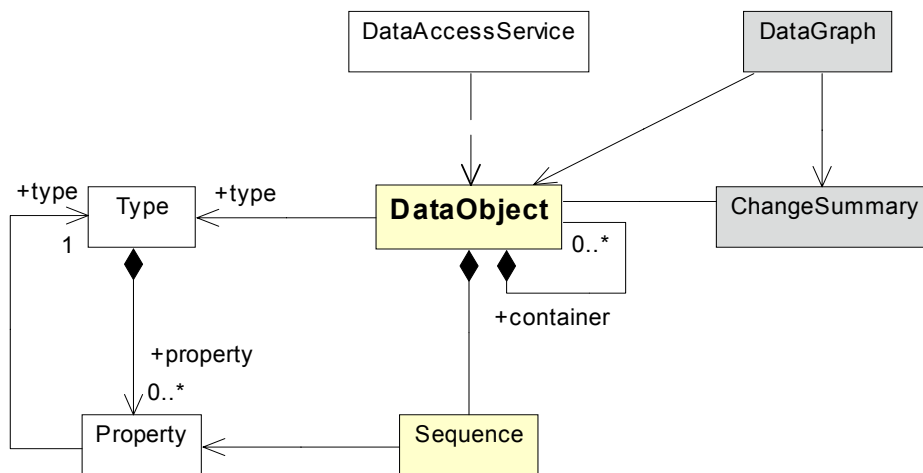 DataAccessService
DataGraph
+type
Type
+type
DataObject
ChangeSummary
1
0..*
+container
+property
0..*
Property
Sequence